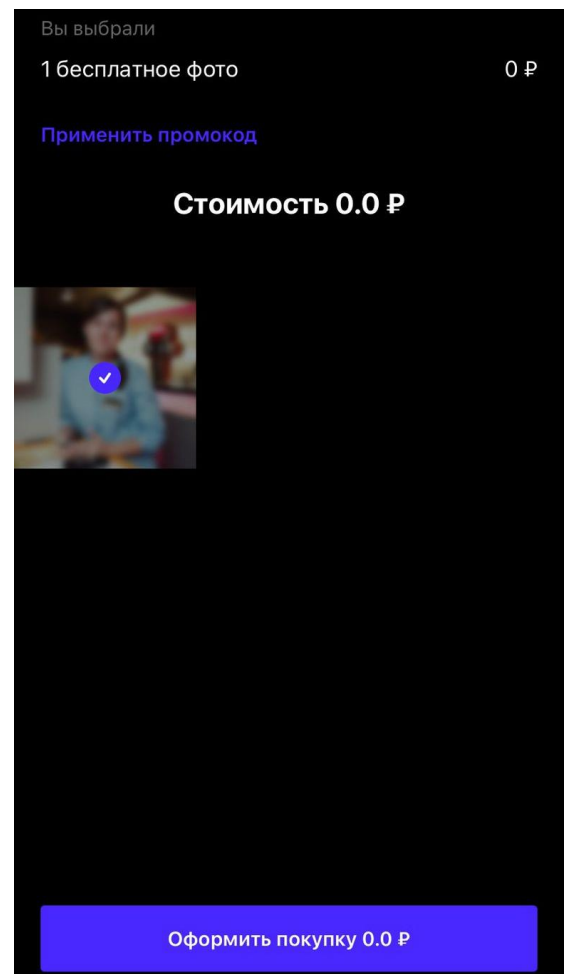 Вы выбрали
1 бесплатное фото 0 ₽
Применить промокод
Стоимость 0.0 ₽
Оформить покупку 0.0 ₽